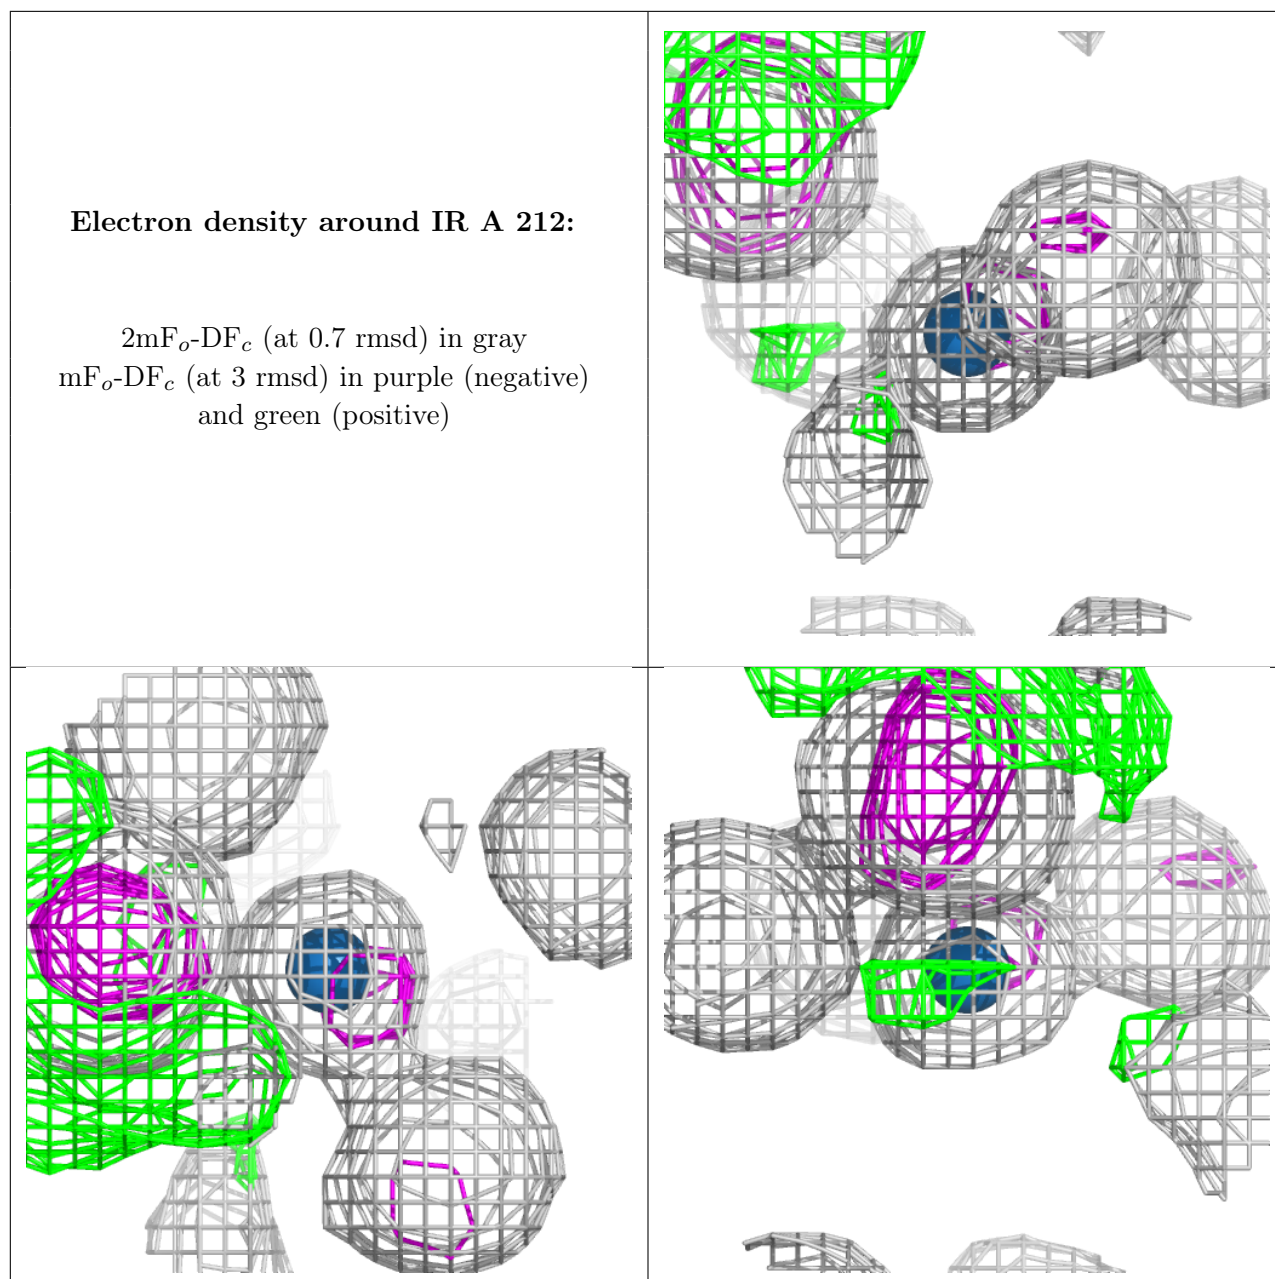 Electron density around IR A 212:
2mFo-DFc (at 0.7 rmsd) in gray
mFo-DFc (at 3 rmsd) in purple (negative)
and green (positive)